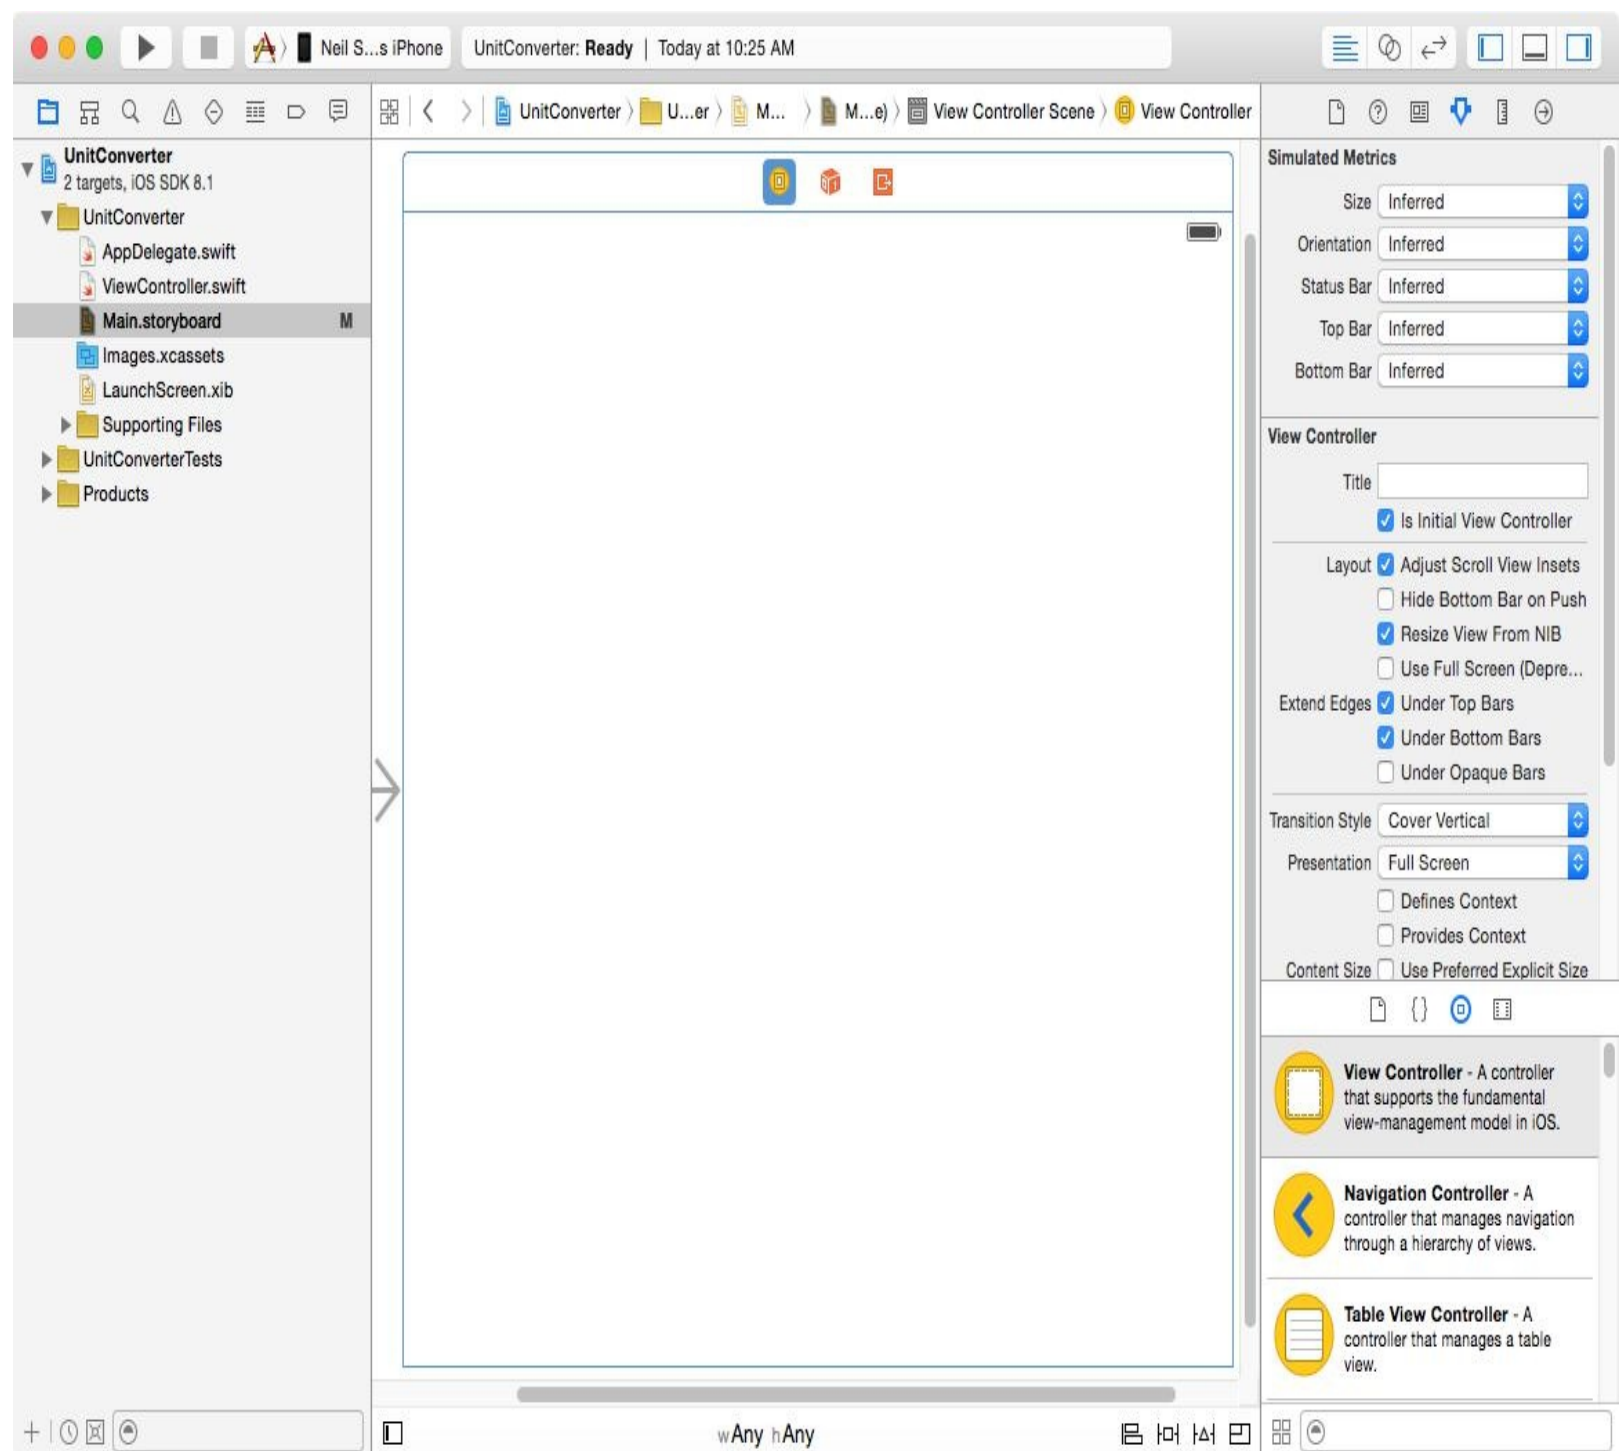 Neil S...s iPhone
UnitConverter: Ready | Today at 10:25 AM
UnitConverter
U...er
M...
M...e)
View Controller Scene
View Controller
UnitConverter
2 targets, iOS SDK 8.1
UnitConverter
AppDelegate.swift
ViewController.swift
Main.storyboard M
Images.xcassets
LaunchScreen.xib
Supporting Files
UnitConverterTests
Products
wAny hAny
Simulated Metrics
Size Inferred
Orientation Inferred
Status Bar Inferred
Top Bar Inferred
Bottom Bar Inferred
View Controller
Title
Is Initial View Controller
Layout Adjust Scroll View Insets
Hide Bottom Bar on Push
Resize View From NIB
Use Full Screen (Depre...
Extend Edges Under Top Bars
Under Bottom Bars
Under Opaque Bars
Transition Style Cover Vertical
Presentation Full Screen
Defines Context
Provides Context
Content Size Use Preferred Explicit Size
{ }
View Controller - A controller
that supports the fundamental
view-management model in iOS.
Navigation Controller - A
controller that manages navigation
through a hierarchy of views.
Table View Controller - A
controller that manages a table
view.